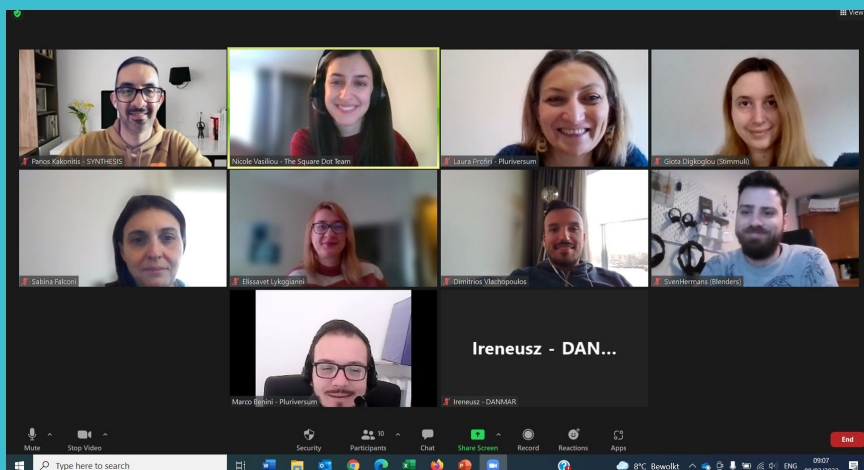 View
Panos Kakonitis - SYNTHESIS
Nicole Vasiliou - The Square Dot Team
Laura Profiri - Pluriversum
Giota Digkoglou (Stimmuli)
Sabina Falconi
Elissavet Lykogianni
Dimitrios Vlachopoulos
SvenHermans (Blenders)
Marco Benini - Pluriversum
Ireneusz - DAN...
Ireneusz - DANMAR
Mute
Stop Video
Security
Participants
10
Chat
Share Screen
Record
Reactions
Apps
End
Type here to search
8°C Bewolkt
ENG
09:07